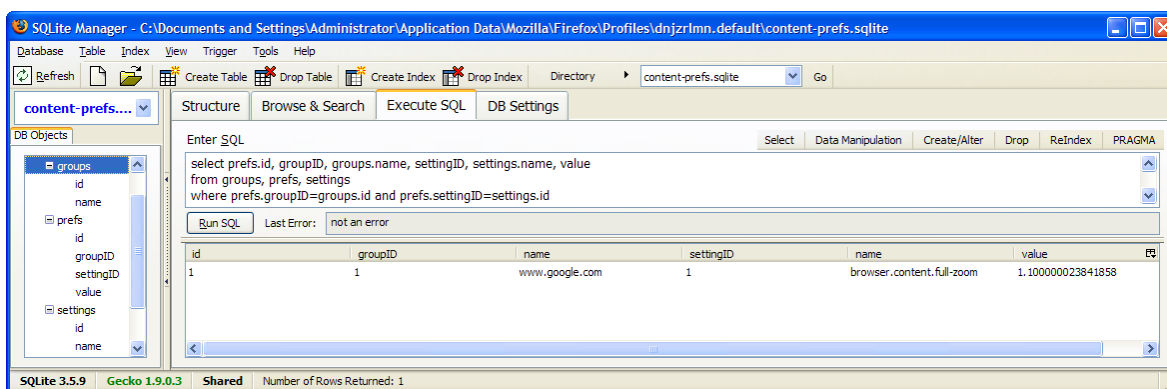 SQLite Manager - C:\Documents and Settings\Administrator\Application Data\Mozilla\Firefox\Profiles\dnjzrlmn.default\content-prefs.sqlite
Database Table Index View Trigger Tools Help
Refresh Create Table Drop Table Create Index Drop Index Directory content-prefs.sqlite Go
content-prefs....
Structure Browse & Search Execute SQL DB Settings
DB Objects
groups
id
name
prefs
id
groupID
settingID
value
settings
id
name
Enter SQL
Select Data Manipulation Create/Alter Drop ReIndex PRAGMA
select prefs.id, groupID, groups.name, settingID, settings.name, value
from groups, prefs, settings
where prefs.groupID=groups.id and prefs.settingID=settings.id
Run SQL Last Error: not an error
id groupID name settingID name value
1 1 www.google.com 1 browser.content.full-zoom 1.100000023841858
SQLite 3.5.9 Gecko 1.9.0.3 Shared Number of Rows Returned: 1